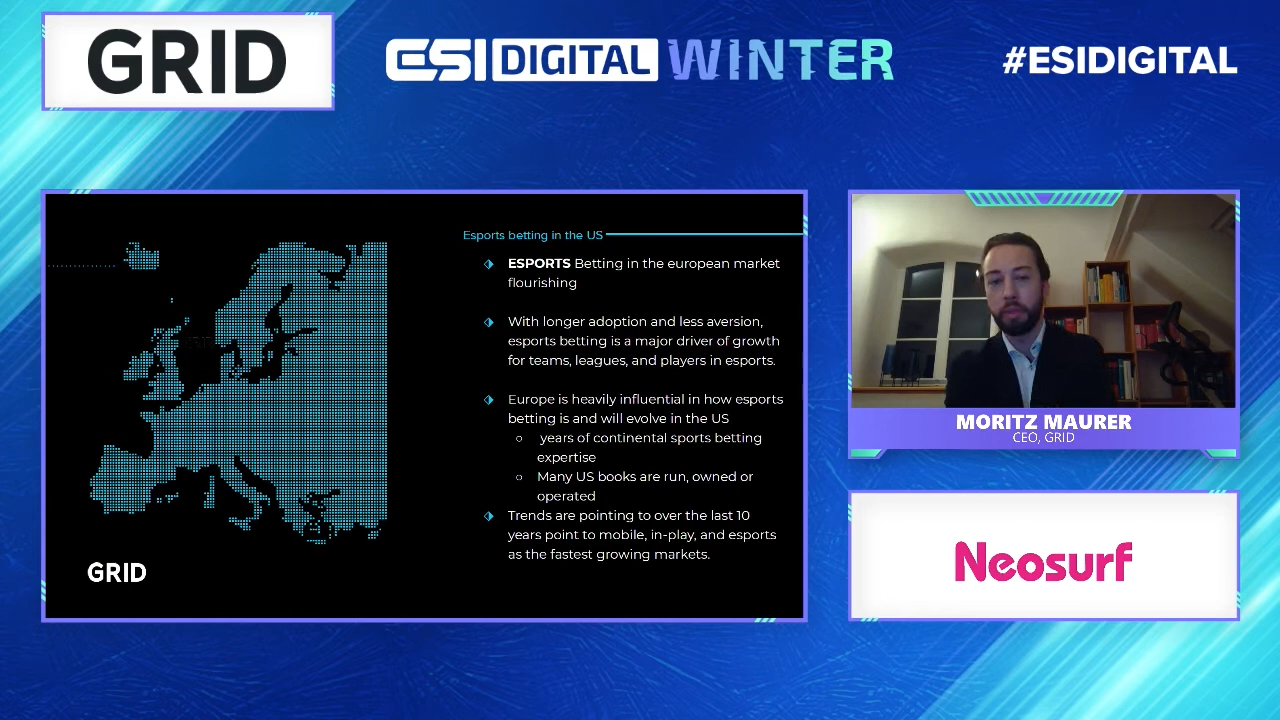 GRID
ESI DIGITAL WINTER
#ESIDIGITAL
Esports betting in the US
ESPORTS Betting in the european market
flourishing
With longer adoption and less aversion,
esports betting is a major driver of growth
for teams, leagues, and players in esports.
Europe is heavily influential in how esports
betting is and will evolve in the US
years of continental sports betting
expertise
Many US books are run, owned or
operated
Trends are pointing to over the last 10
years point to mobile, in-play, and esports
as the fastest growing markets.
GRID
MORITZ MAURER
CEO, GRID
Neosurf